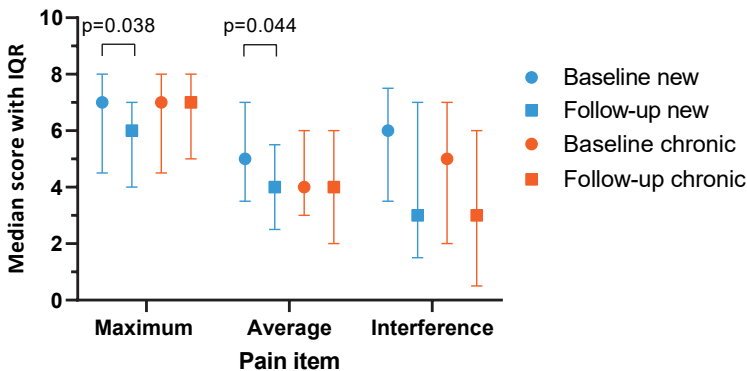 10
8
6
4
2
0
Median score with IQR
p=0.038
p=0.044
Maximum
Average
Interference
Pain item
Baseline new
Follow-up new
Baseline chronic
Follow-up chronic